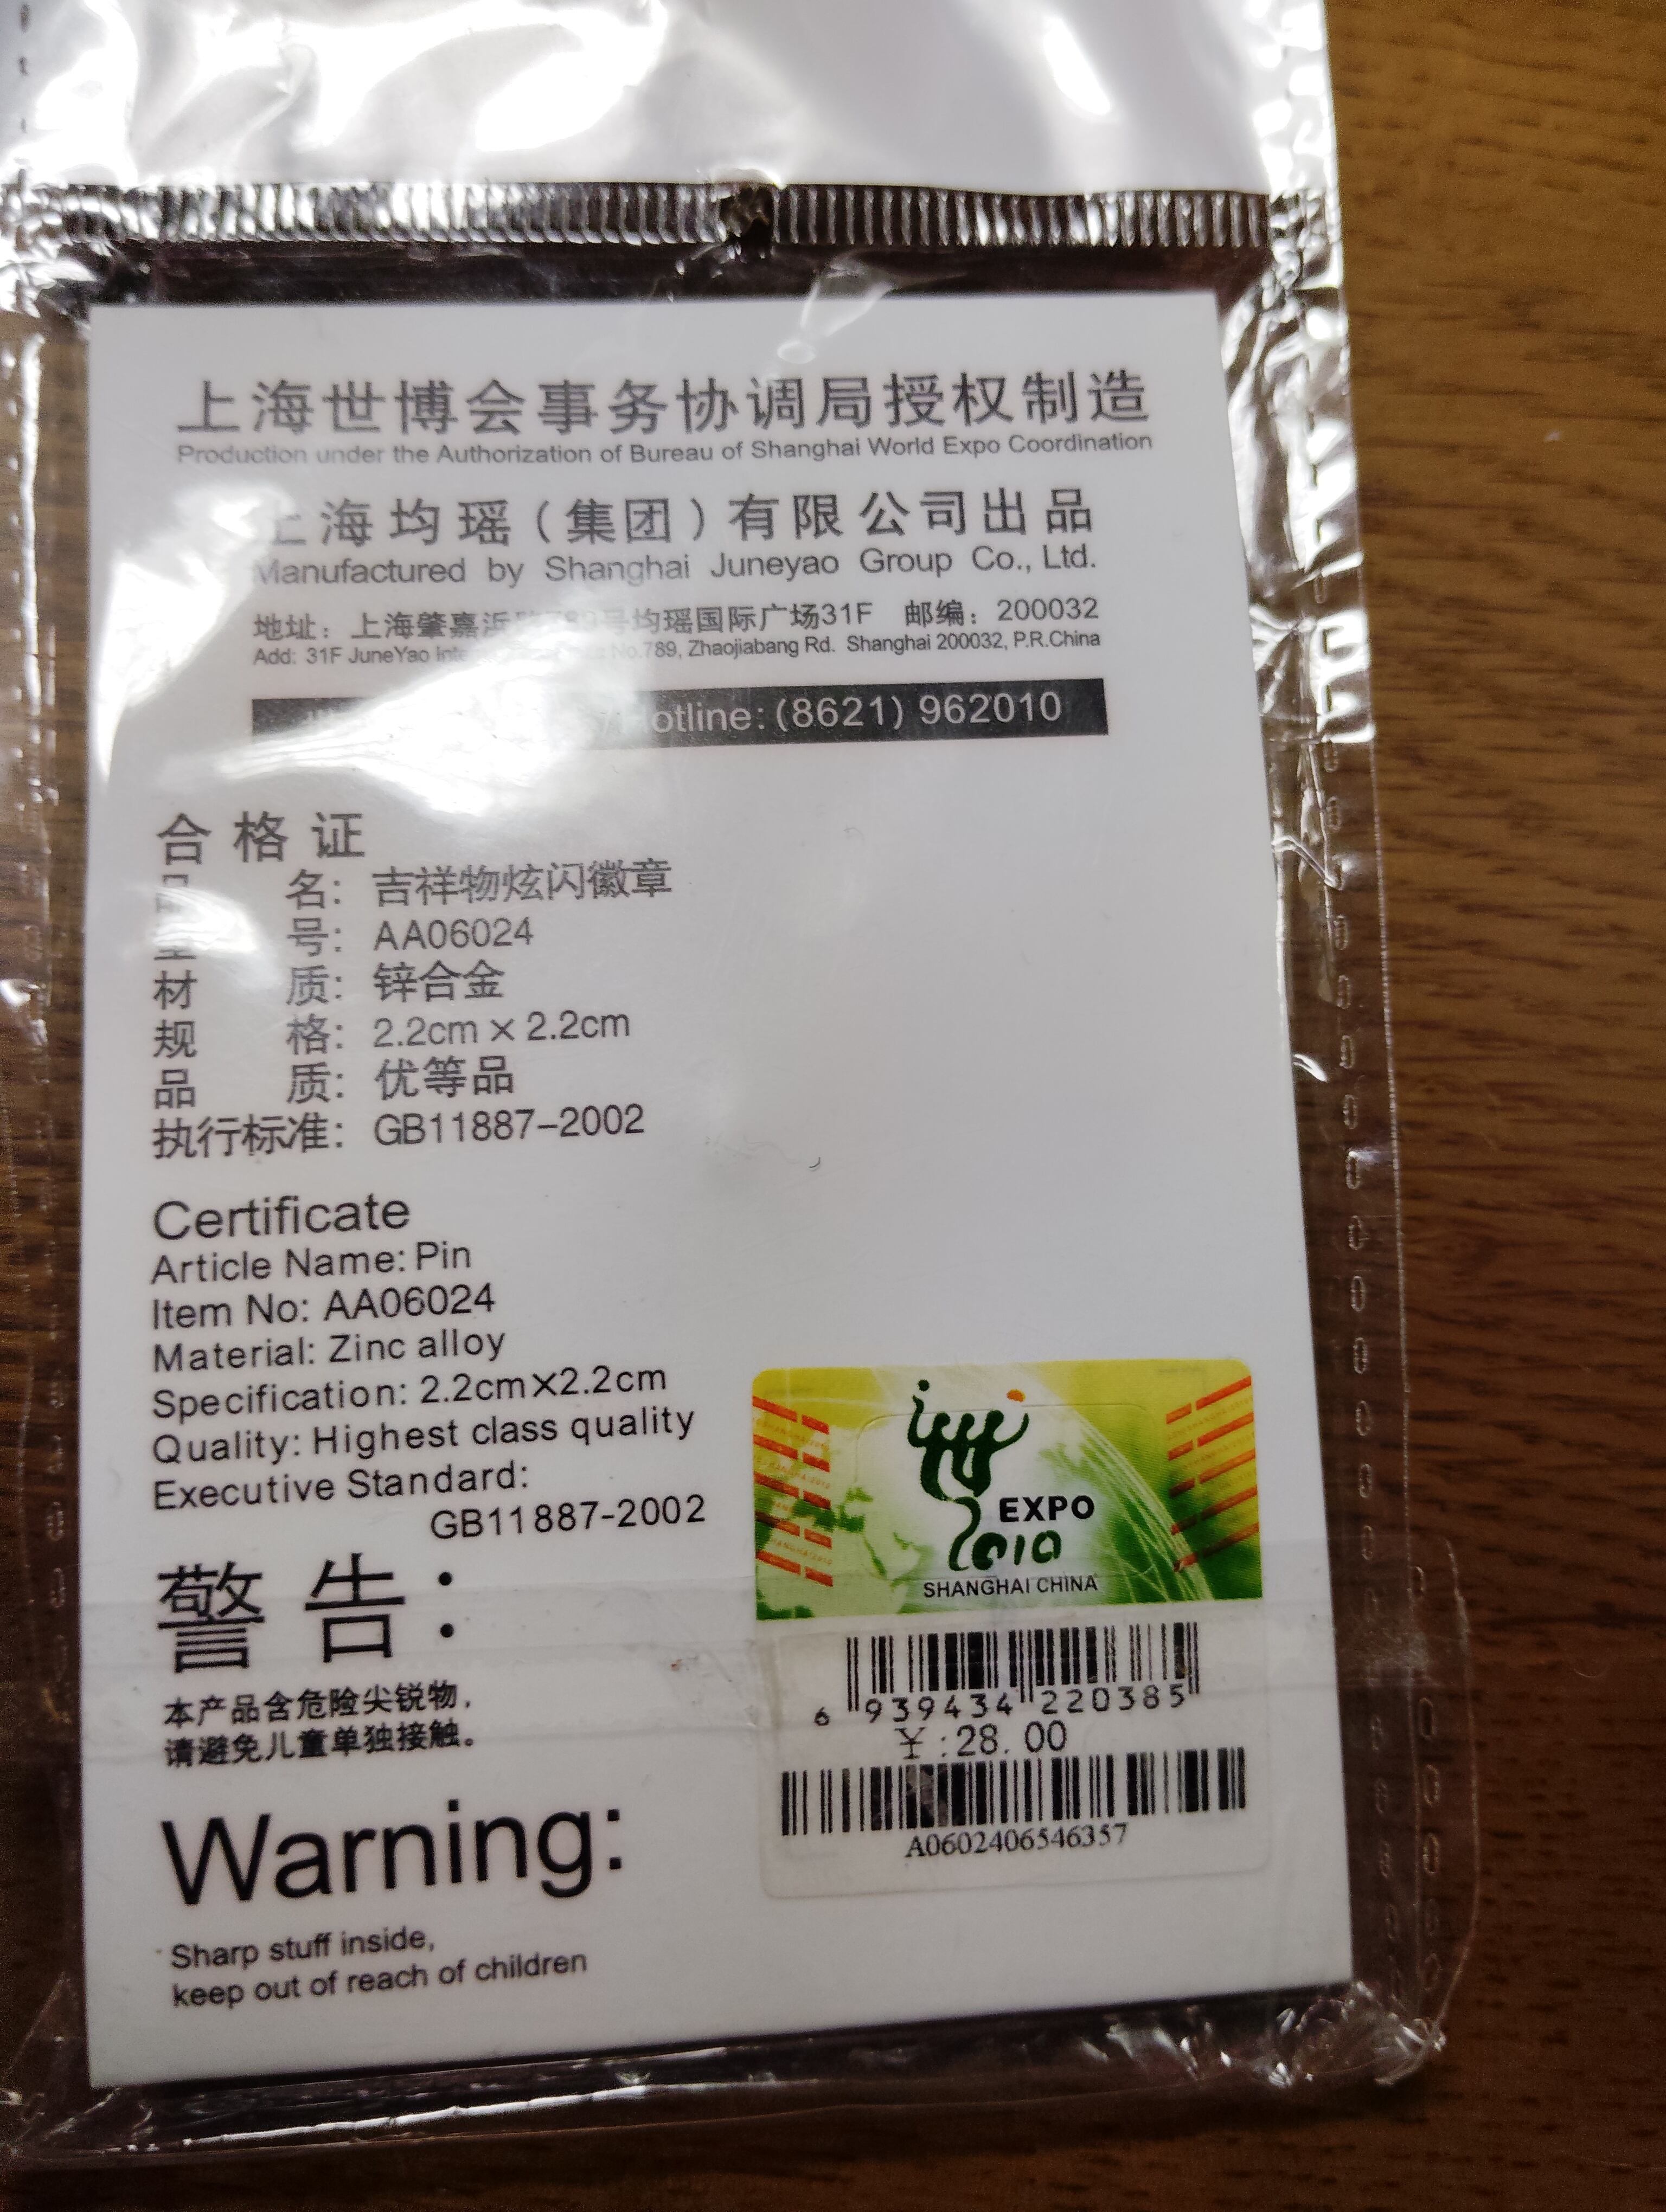 上海世博会事务协调局授权制造
Production under the Authorization of Bureau of Shanghai World Expo Coordination
上海均瑶(集团)有限公司出品
Manufactured by Shanghai Juneyao Group Co., Ltd.
地址：上海肇嘉浜路789号均瑶国际广场31F 邮编：200032
Add: 31F JuneYao No.789, Zhaojiabang Rd. Shanghai 200032, P.R.China
Hotline: (8621) 962010
合格证
品名：吉祥物炫闪徽章
型号：AA06024
材质：锌合金
规格：2.2cm×2.2cm
品质：优等品
执行标准：GB11887-2002
Certificate
Article Name: Pin
Item No: AA06024
Material: Zinc alloy
Specification: 2.2cm×2.2cm
Quality: Highest class quality
Executive Standard:
GB11887-2002
警告：
本产品含危险尖锐物，
请避免儿童单独接触。
Warning:
Sharp stuff inside,
keep out of reach of children
EXPO
2010
SHANGHAI CHINA
6 939434 220385
¥:28.00
A0602406546357